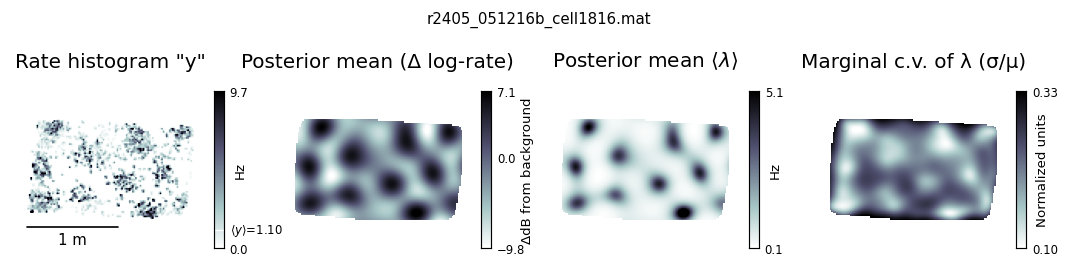 r2405_051216b_cell1816.mat
Rate histogram "y"
Posterior mean (Δ log-rate)
Posterior mean ⟨λ⟩
Marginal c.v. of λ (σ/μ)
9.7
Hz
⟨y⟩=1.10
0.0
1 m
7.1
0.0
−9.8
ΔdB from background
5.1
Hz
0.1
0.33
Normalized units
0.10